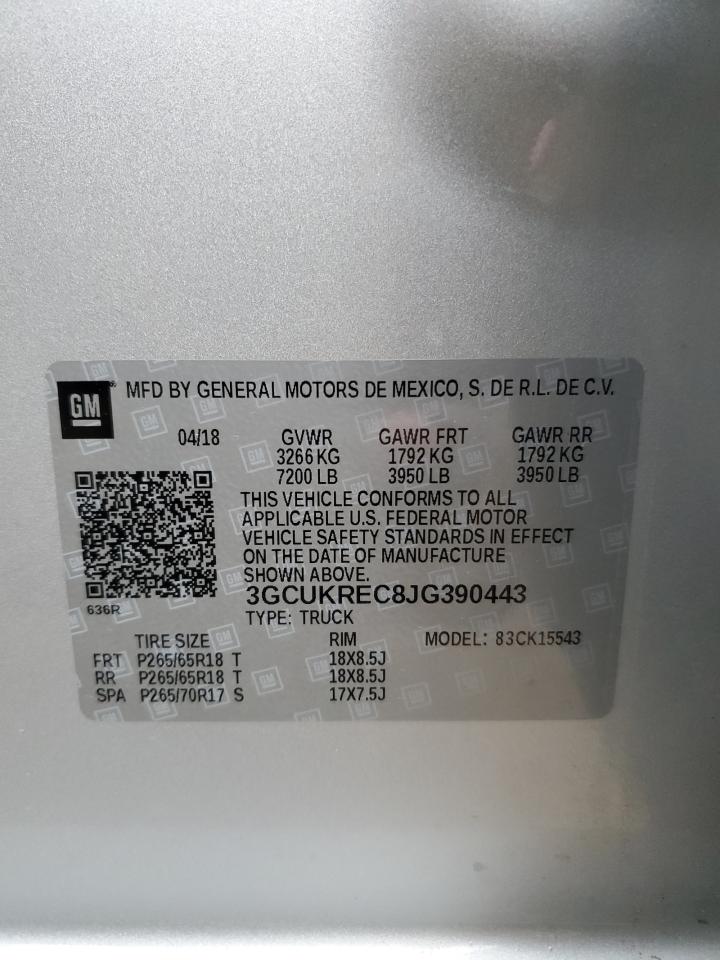 GM
MFD BY GENERAL MOTORS DE MEXICO, S. DE R.L. DE C.V.
04/18 GVWR GAWR FRT GAWR RR
3266 KG 1792 KG 1792 KG
7200 LB 3950 LB 3950 LB
THIS VEHICLE CONFORMS TO ALL
APPLICABLE U.S. FEDERAL MOTOR
VEHICLE SAFETY STANDARDS IN EFFECT
ON THE DATE OF MANUFACTURE
SHOWN ABOVE.
3GCUKREC8JG390443
636R
TYPE: TRUCK
TIRE SIZE RIM MODEL: 83CK15543
FRT P265/65R18 T 18X8.5J
RR P265/65R18 T 18X8.5J
SPA P265/70R17 S 17X7.5J